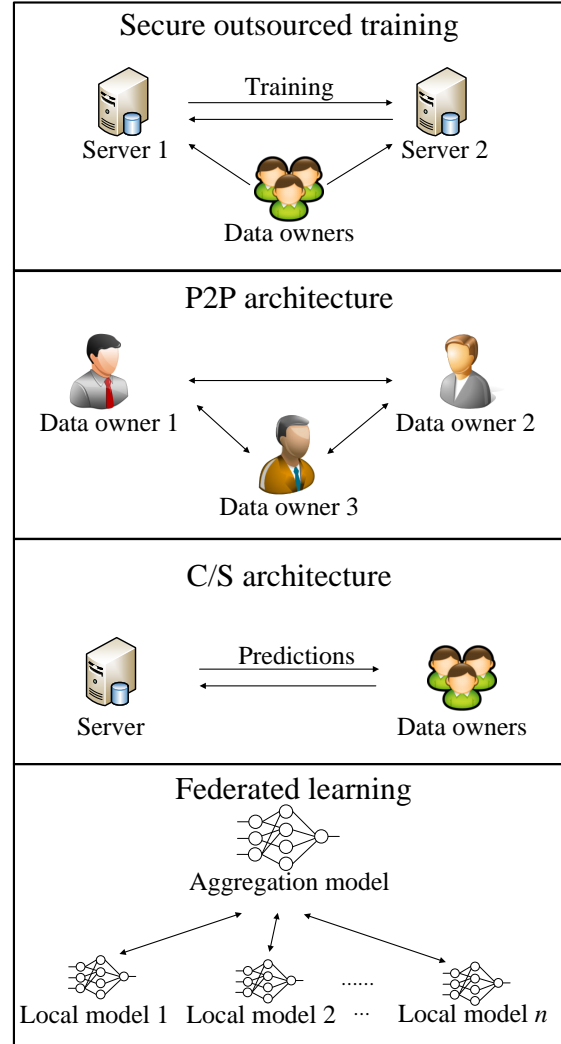 Secure outsourced training
Training
Server 1
Server 2
Data owners
P2P architecture
Data owner 1
Data owner 2
Data owner 3
C/S architecture
Predictions
Server
Data owners
Federated learning
Aggregation model
......
Local model 1 Local model 2 ... Local model n